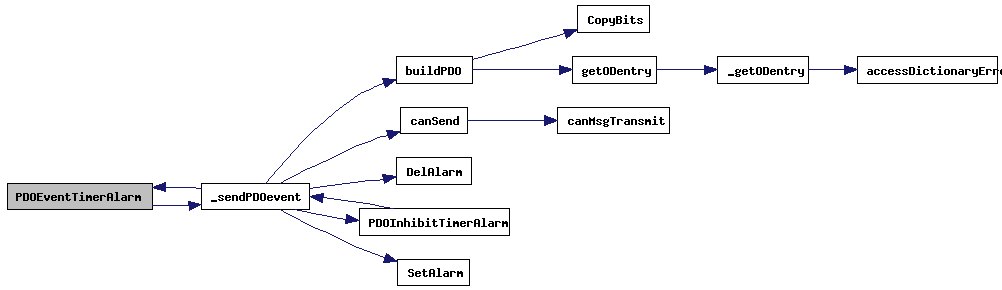 CopyBits
buildPDO
getODentry
_getODentry
accessDictionaryErr
canSend
canMsgTransmit
DelAlarm
PDOEventTimerAlarm
_sendPDOevent
PDOInhibitTimerAlarm
SetAlarm